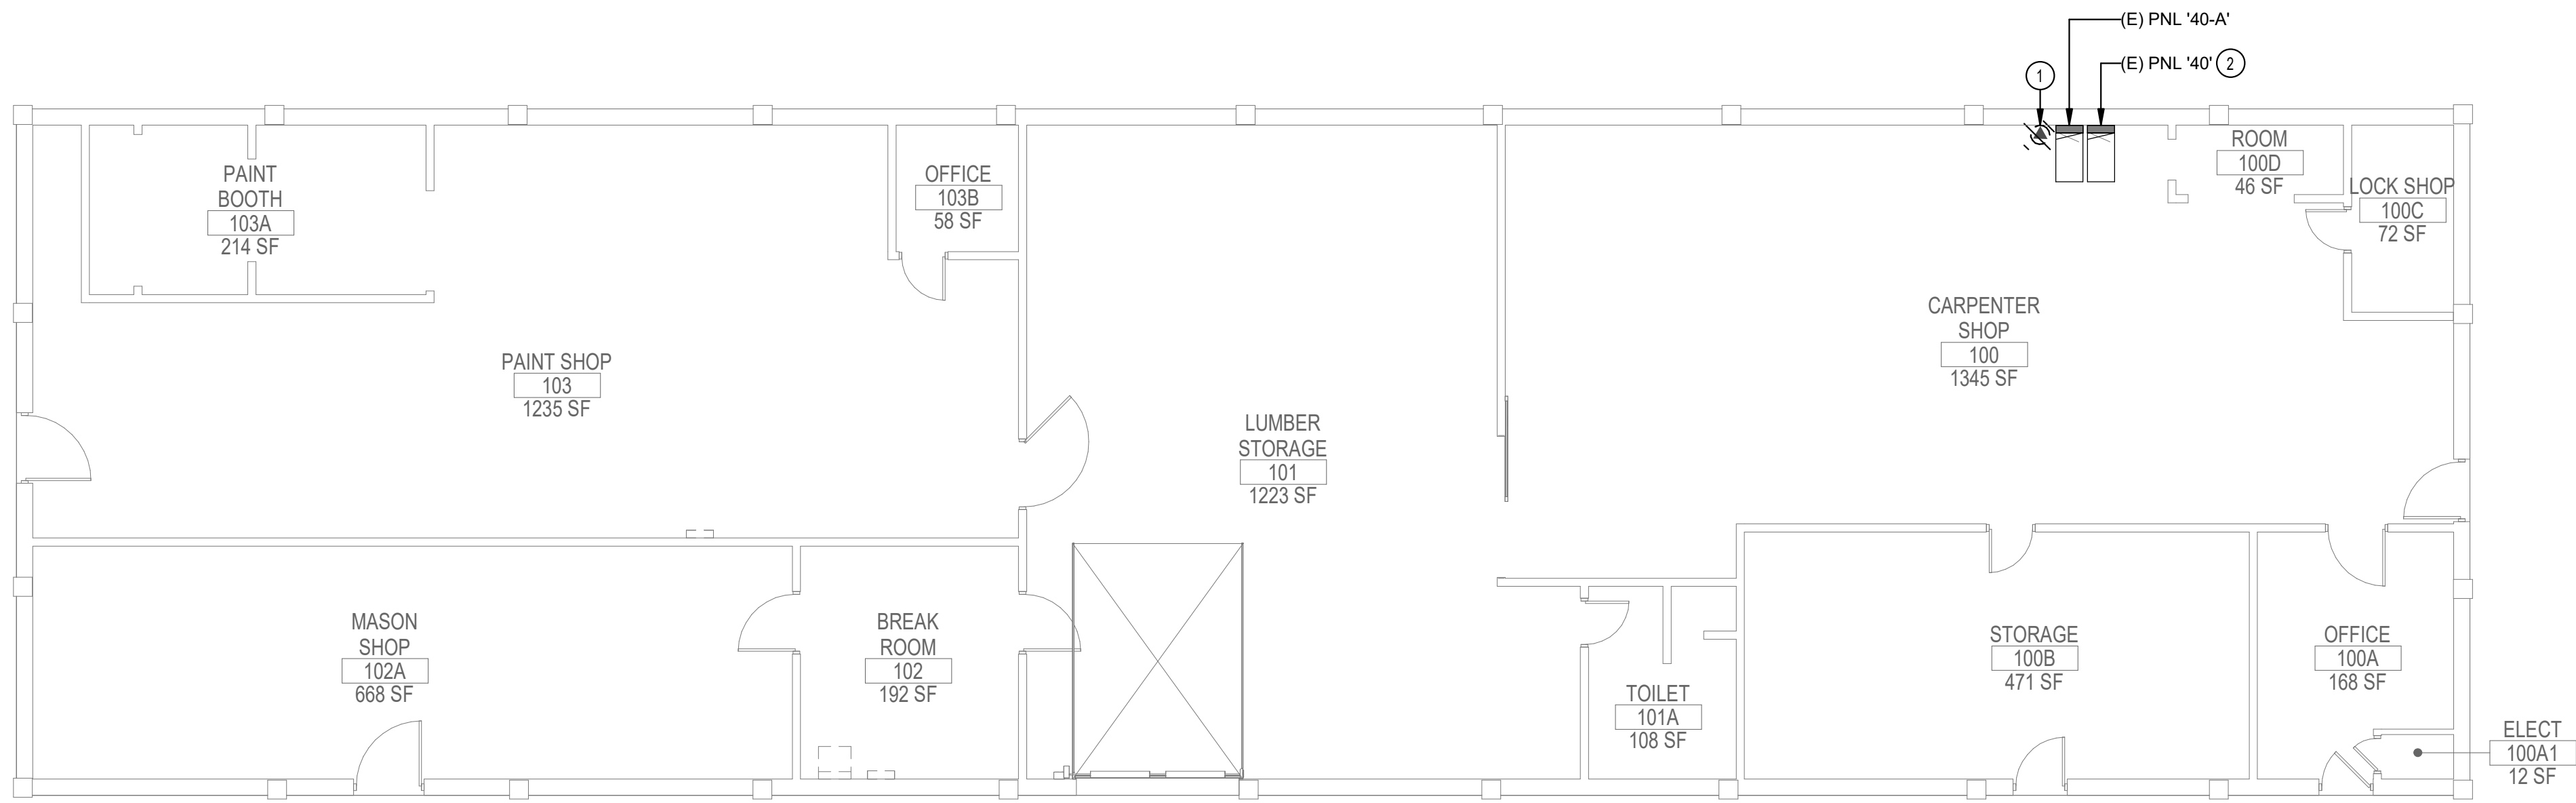 (E) PNL '40-A'
(E) PNL '40' 2
1
PAINT
BOOTH
103A
214 SF
OFFICE
103B
58 SF
ROOM
100D
46 SF
LOCK SHOP
100C
72 SF
PAINT SHOP
103
1235 SF
CARPENTER
SHOP
100
1345 SF
LUMBER
STORAGE
101
1223 SF
MASON
SHOP
102A
668 SF
BREAK
ROOM
102
192 SF
TOILET
101A
108 SF
STORAGE
100B
471 SF
OFFICE
100A
168 SF
ELECT
100A1
12 SF